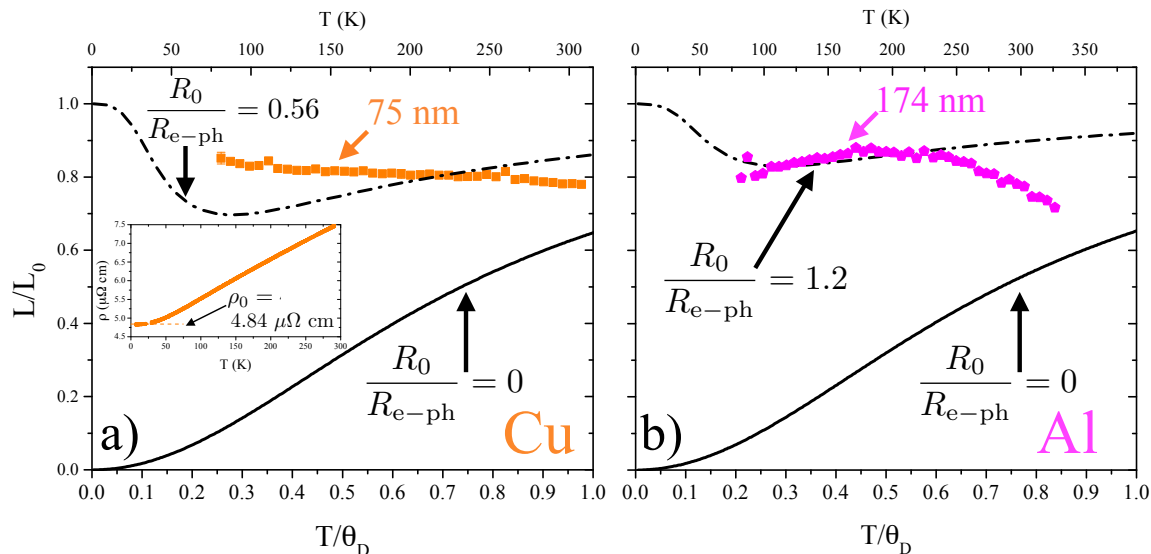 T (K)
0 50 100 150 200 250 300
1.0
0.8
0.6
0.4
0.2
0.0
L/L₀
R₀/Rₑ₋ₚₕ = 0.56
75 nm
7.5
7.0
6.5
6.0
5.5
5.0
4.5
ρ (μΩ cm)
ρ₀ =
4.84 μΩ cm
0 50 100 150 200 250 300
T (K)
R₀/Rₑ₋ₚₕ = 0
a)
Cu
0.0 0.1 0.2 0.3 0.4 0.5 0.6 0.7 0.8 0.9 1.0
T/θ_D
T (K)
0 50 100 150 200 250 300 350
174 nm
R₀/Rₑ₋ₚₕ = 1.2
R₀/Rₑ₋ₚₕ = 0
b)
Al
0.0 0.1 0.2 0.3 0.4 0.5 0.6 0.7 0.8 0.9 1.0
T/θ_D